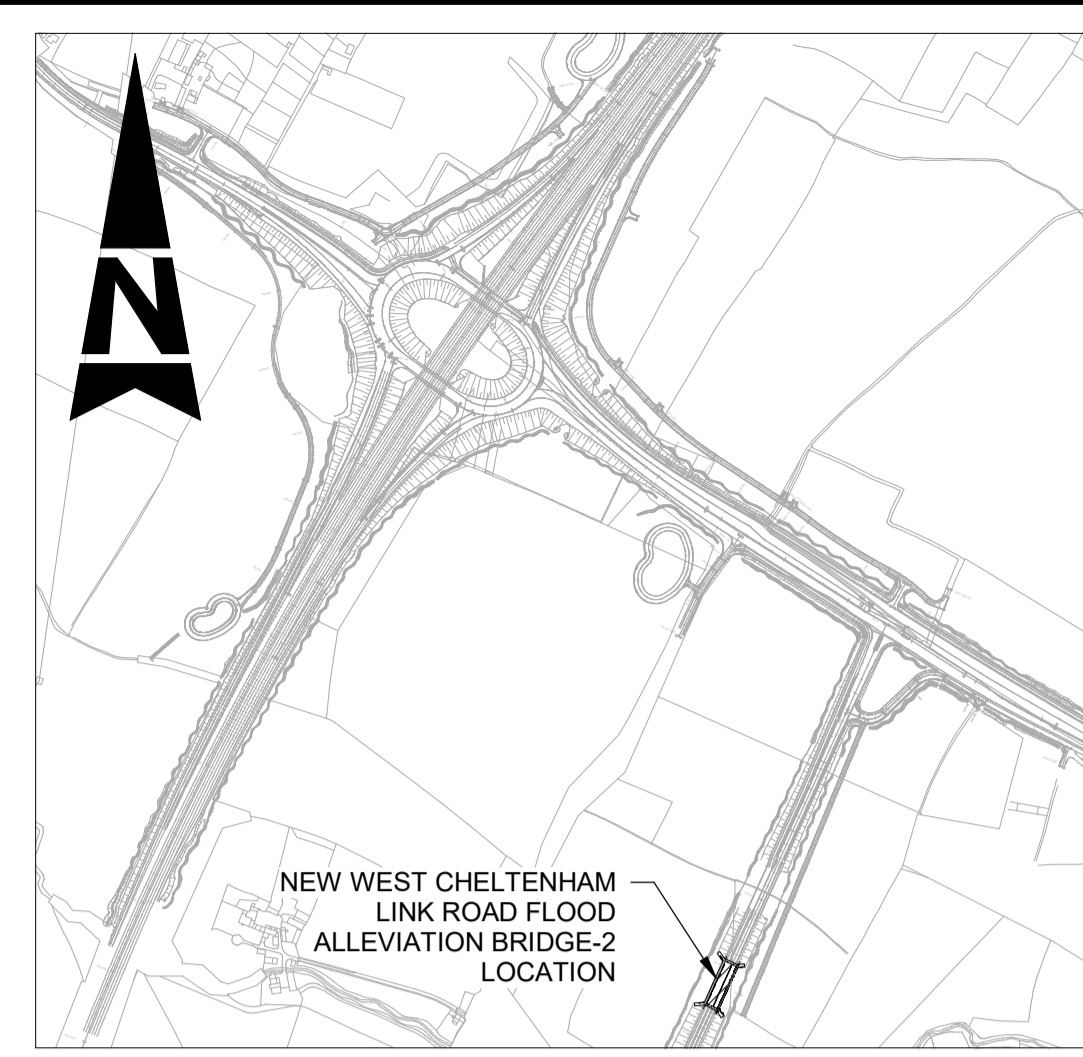 N
NEW WEST CHELTENHAM
LINK ROAD FLOOD
ALLEVIATION BRIDGE-2
LOCATION